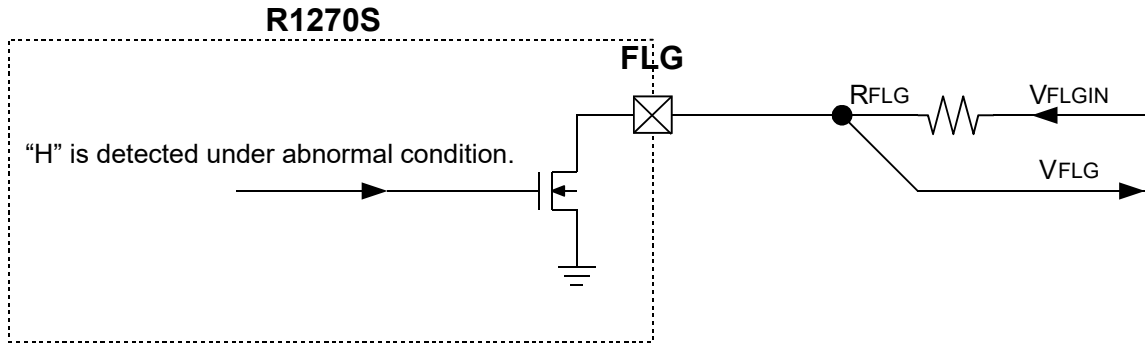 R1270S
FLG
RFLG
VFLGIN
“H” is detected under abnormal condition.
VFLG